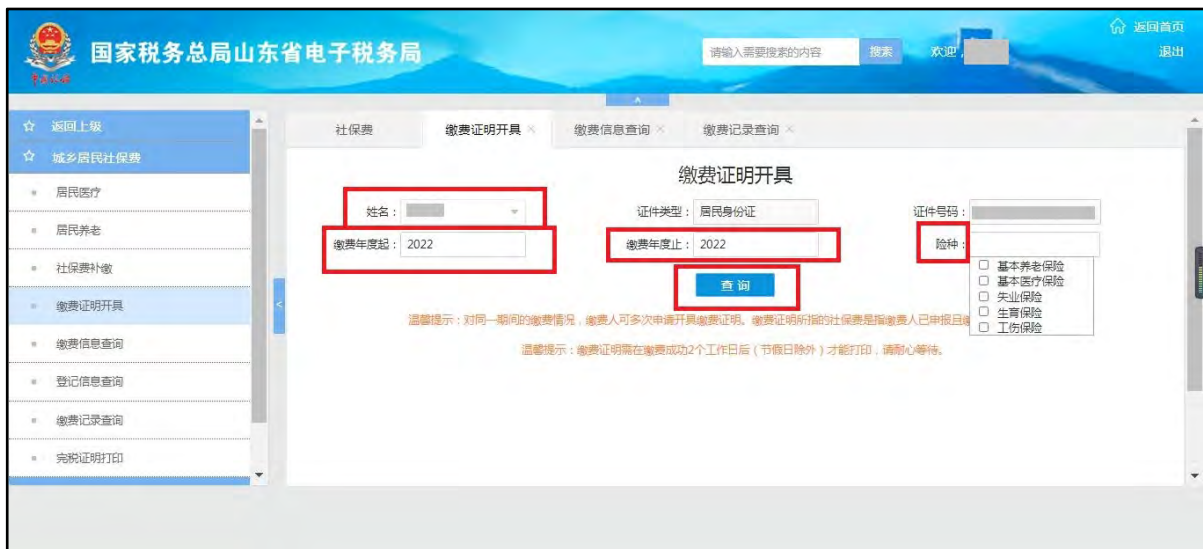 返回首页
国家税务总局山东省电子税务局
请输入需要搜索的内容 搜索 欢迎,
退出
返回上级
城乡居民社保费
居民医疗
居民养老
社保费补缴
缴费证明开具
缴费信息查询
登记信息查询
缴费记录查询
完税证明打印
社保费 缴费证明开具 × 缴费信息查询 × 缴费记录查询 ×
缴费证明开具
姓名: 证件类型: 居民身份证 证件号码:
缴费年度起: 2022 缴费年度止: 2022 险种:
基本养老保险
基本医疗保险
失业保险
生育保险
工伤保险
查询
温馨提示:对同一期间的缴费情况,缴费人可多次申请开具缴费证明。缴费证明所指的社保费是指缴费人已申报且
温馨提示:缴费证明需在缴费成功2个工作日后(节假日除外)才能打印,请耐心等待。